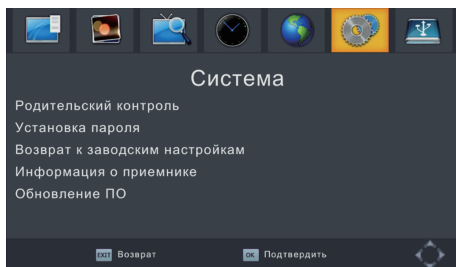 Система
Родительский контроль
Установка пароля
Возврат к заводским настройкам
Информация о приемнике
Обновление ПО
EXIT Возврат OK Подтвердить